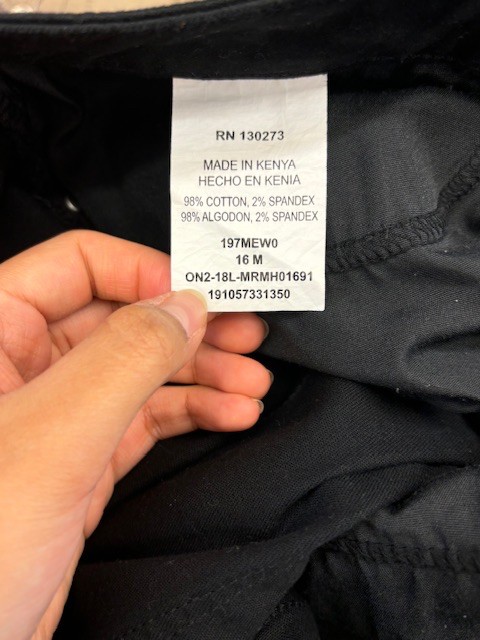 RN 130273
MADE IN KENYA
HECHO EN KENIA
98% COTTON, 2% SPANDEX
98% ALGODON, 2% SPANDEX
197MEW0
16 M
ON2-18L-MRMH01691
191057331350